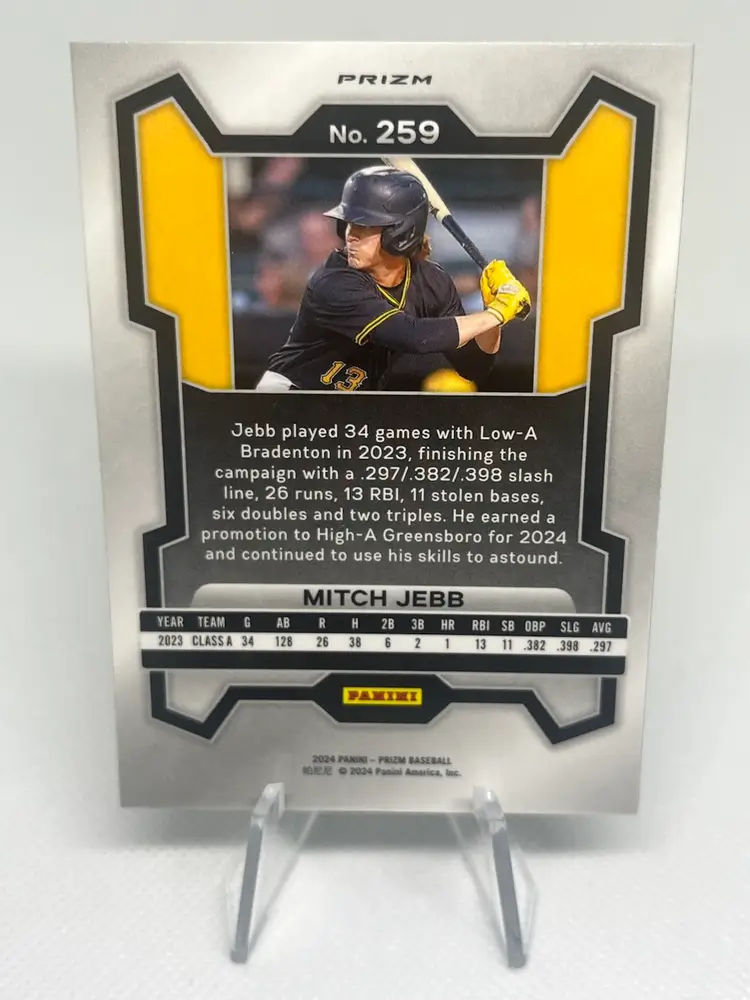 PRIZM
No. 259
13
Jebb played 34 games with Low-A
Bradenton in 2023, finishing the
campaign with a .297/.382/.398 slash
line, 26 runs, 13 RBI, 11 stolen bases,
six doubles and two triples. He earned a
promotion to High-A Greensboro for 2024
and continued to use his skills to astound.
MITCH JEBB
YEAR TEAM G AB R H 2B 3B HR RBI SB OBP SLG AVG
2023 CLASS A 34 128 26 38 6 2 1 13 11 .382 .398 .297
PANINI
2024 PANINI – PRIZM BASEBALL
帕尼尼 © 2024 Panini America, Inc.